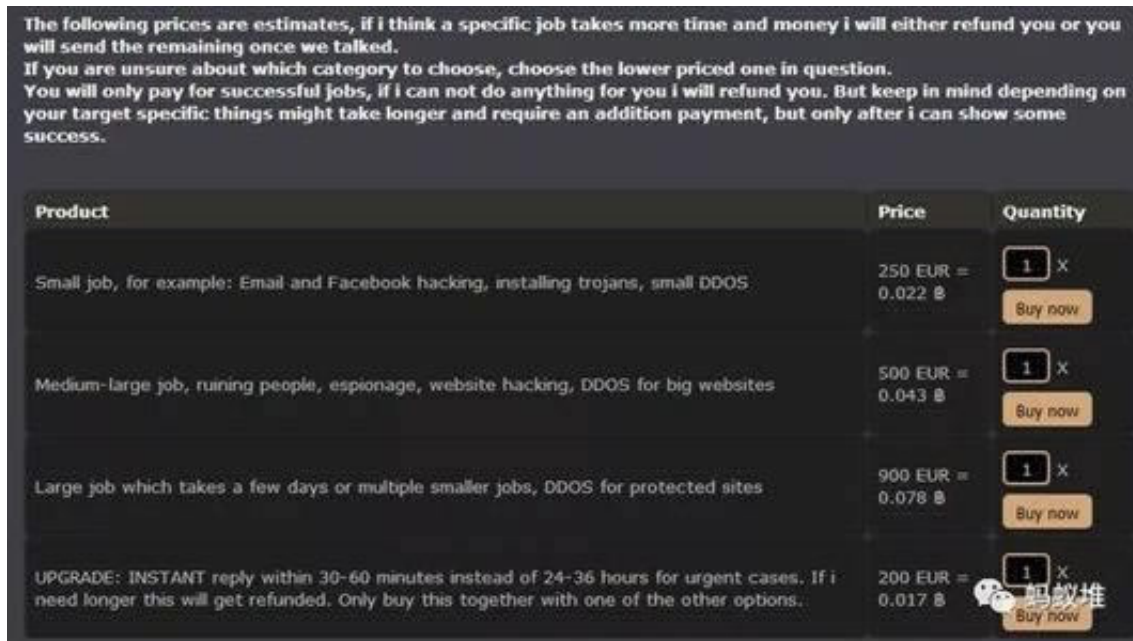 The following prices are estimates, if i think a specific job takes more time and money i will either refund you or you
will send the remaining once we talked.
If you are unsure about which category to choose, choose the lower priced one in question.
You will only pay for successful jobs, if i can not do anything for you i will refund you. But keep in mind depending on
your target specific things might take longer and require an addition payment, but only after i can show some
success.
Product Price Quantity
Small job, for example: Email and Facebook hacking, installing trojans, small DDOS
250 EUR =
0.022 ฿
1 X
Buy now
Medium-large job, ruining people, espionage, website hacking, DDOS for big websites
500 EUR =
0.043 ฿
1 X
Buy now
Large job which takes a few days or multiple smaller jobs, DDOS for protected sites
900 EUR =
0.078 ฿
1 X
Buy now
UPGRADE: INSTANT reply within 30-60 minutes instead of 24-36 hours for urgent cases. If i
need longer this will get refunded. Only buy this together with one of the other options.
200 EUR =
0.017 ฿
1 X
Buy now
蚂蚁堆